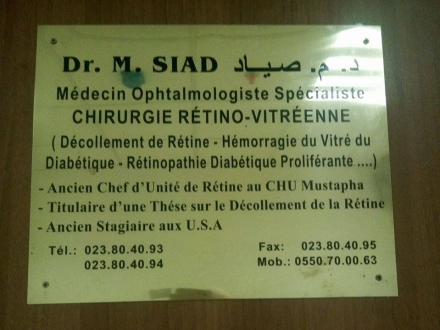 Dr. M. SIAD د. م. صياد
Médecin Ophtalmologiste Spécialiste
CHIRURGIE RÉTINO-VITRÉENNE
( Décollement de Rétine - Hémorragie du Vitré du
Diabétique - Rétinopathie Diabétique Proliférante ....)
- Ancien Chef d'Unité de Rétine au CHU Mustapha
- Titulaire d'une Thése sur le Décollement de la Rétine
- Ancien Stagiaire aux U.S.A
Tél.: 023.80.40.93 Fax: 023.80.40.95
023.80.40.94 Mob.: 0550.70.00.63